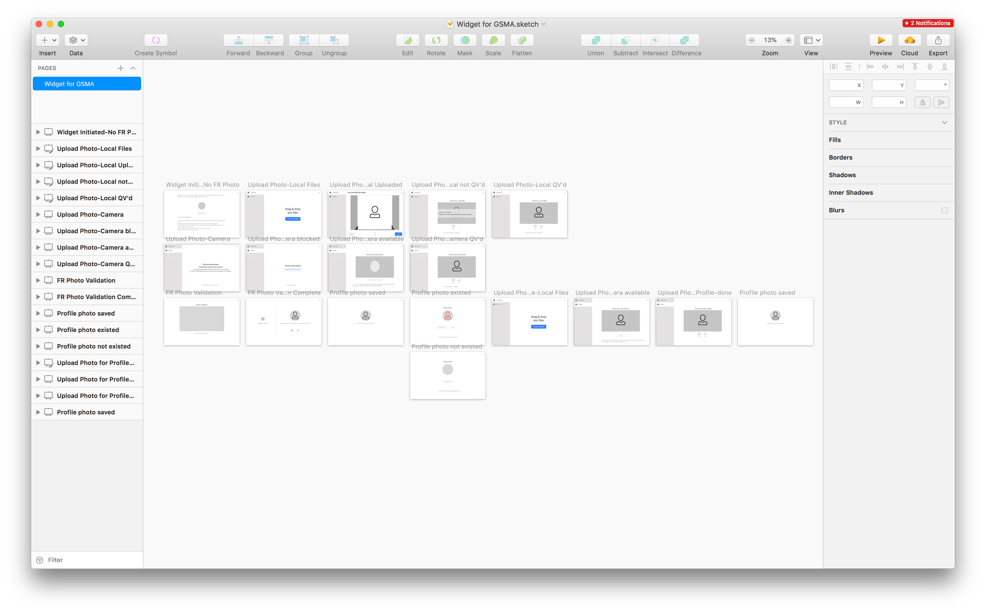 Widget for GSMA.sketch
2 Notifications
Insert
Data
Create Symbol
Forward
Backward
Group
Ungroup
Edit
Rotate
Mask
Scale
Flatten
Union
Subtract
Intersect
Difference
13%
Zoom
View
Preview
Cloud
Export
PAGES
Widget for GSMA
Widget Initiated-No FR P...
Upload Photo-Local Files
Upload Photo-Local Upl...
Upload Photo-Local not...
Upload Photo-Local QV'd
Upload Photo-Camera
Upload Photo-Camera bl...
Upload Photo-Camera a...
Upload Photo-Camera Q...
FR Photo Validation
FR Photo Validation Com...
Profile photo saved
Profile photo existed
Profile photo not existed
Upload Photo for Profile...
Upload Photo for Profile...
Upload Photo for Profile...
Profile photo saved
Filter
Widget Initi...No FR Photo
Upload Photo-Local Files
Upload Pho...al Uploaded
Upload Pho...cal not QV'd
Upload Photo-Local QV'd
drag & drop
any files
Upload Photo-Camera
Upload Pho...era blocked
Upload Pho...era available
Upload Pho...amera QV'd
FR Photo Validation
FR Photo Va...n Complete
Profile photo saved
Profile photo existed
Upload Pho...e-Local Files
Upload Pho...era available
Upload Pho...Profile-done
Profile photo saved
drag & drop
any files
Profile photo not existed
X
Y
°
W
H
STYLE
Fills
Borders
Shadows
Inner Shadows
Blurs